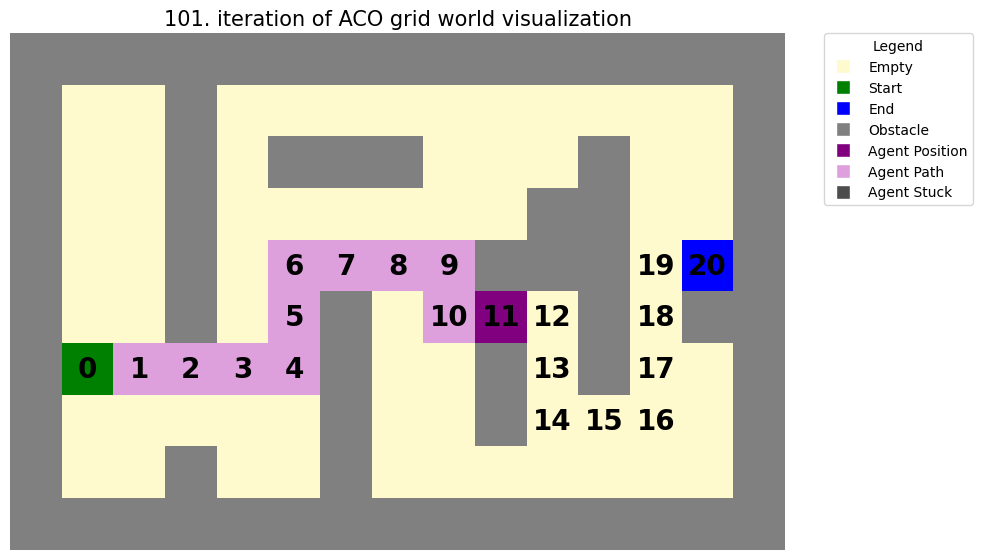 101. iteration of ACO grid world visualization
Legend
Empty
Start
End
Obstacle
Agent Position
Agent Path
Agent Stuck
6 7 8 9 19 20
5 10 11 12 18
0 1 2 3 4 13 17
14 15 16